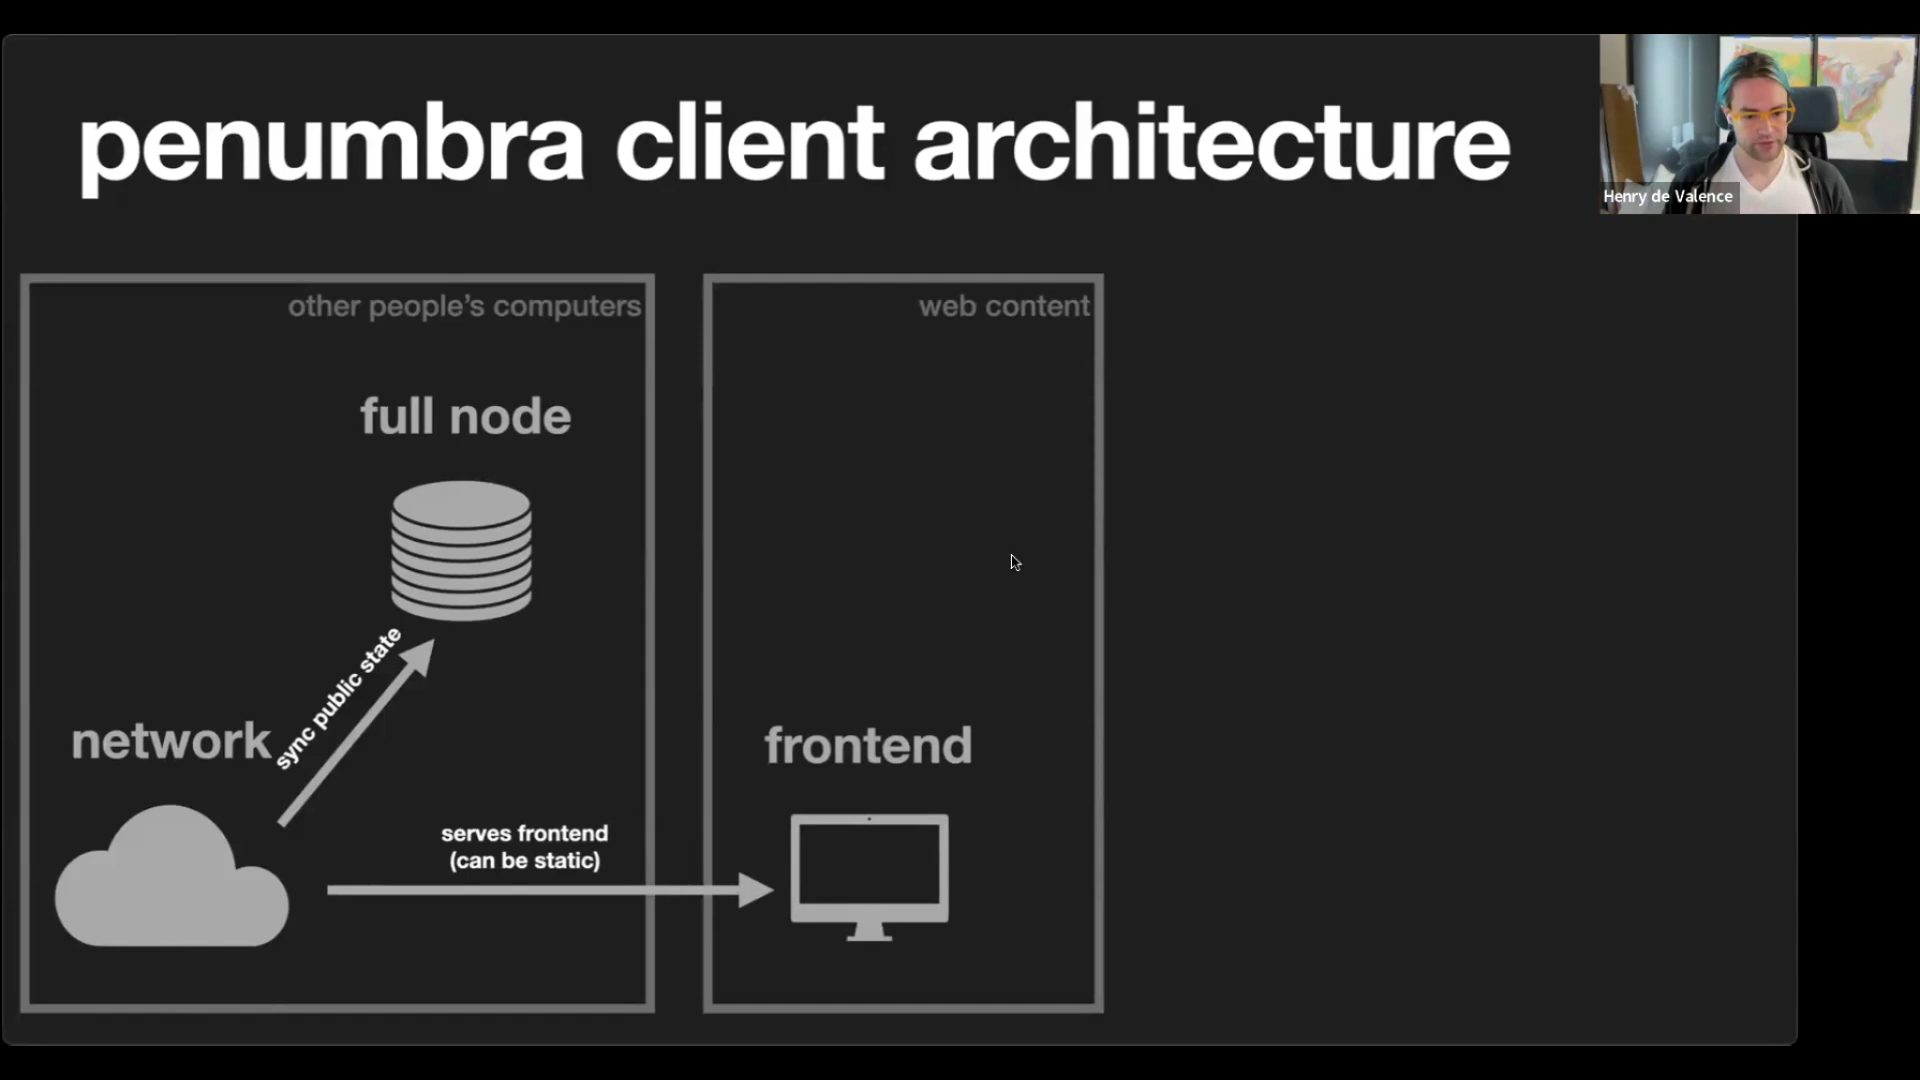 penumbra client architecture
Henry de Valence
other people's computers
web content
full node
sync public state
network
frontend
serves frontend
(can be static)